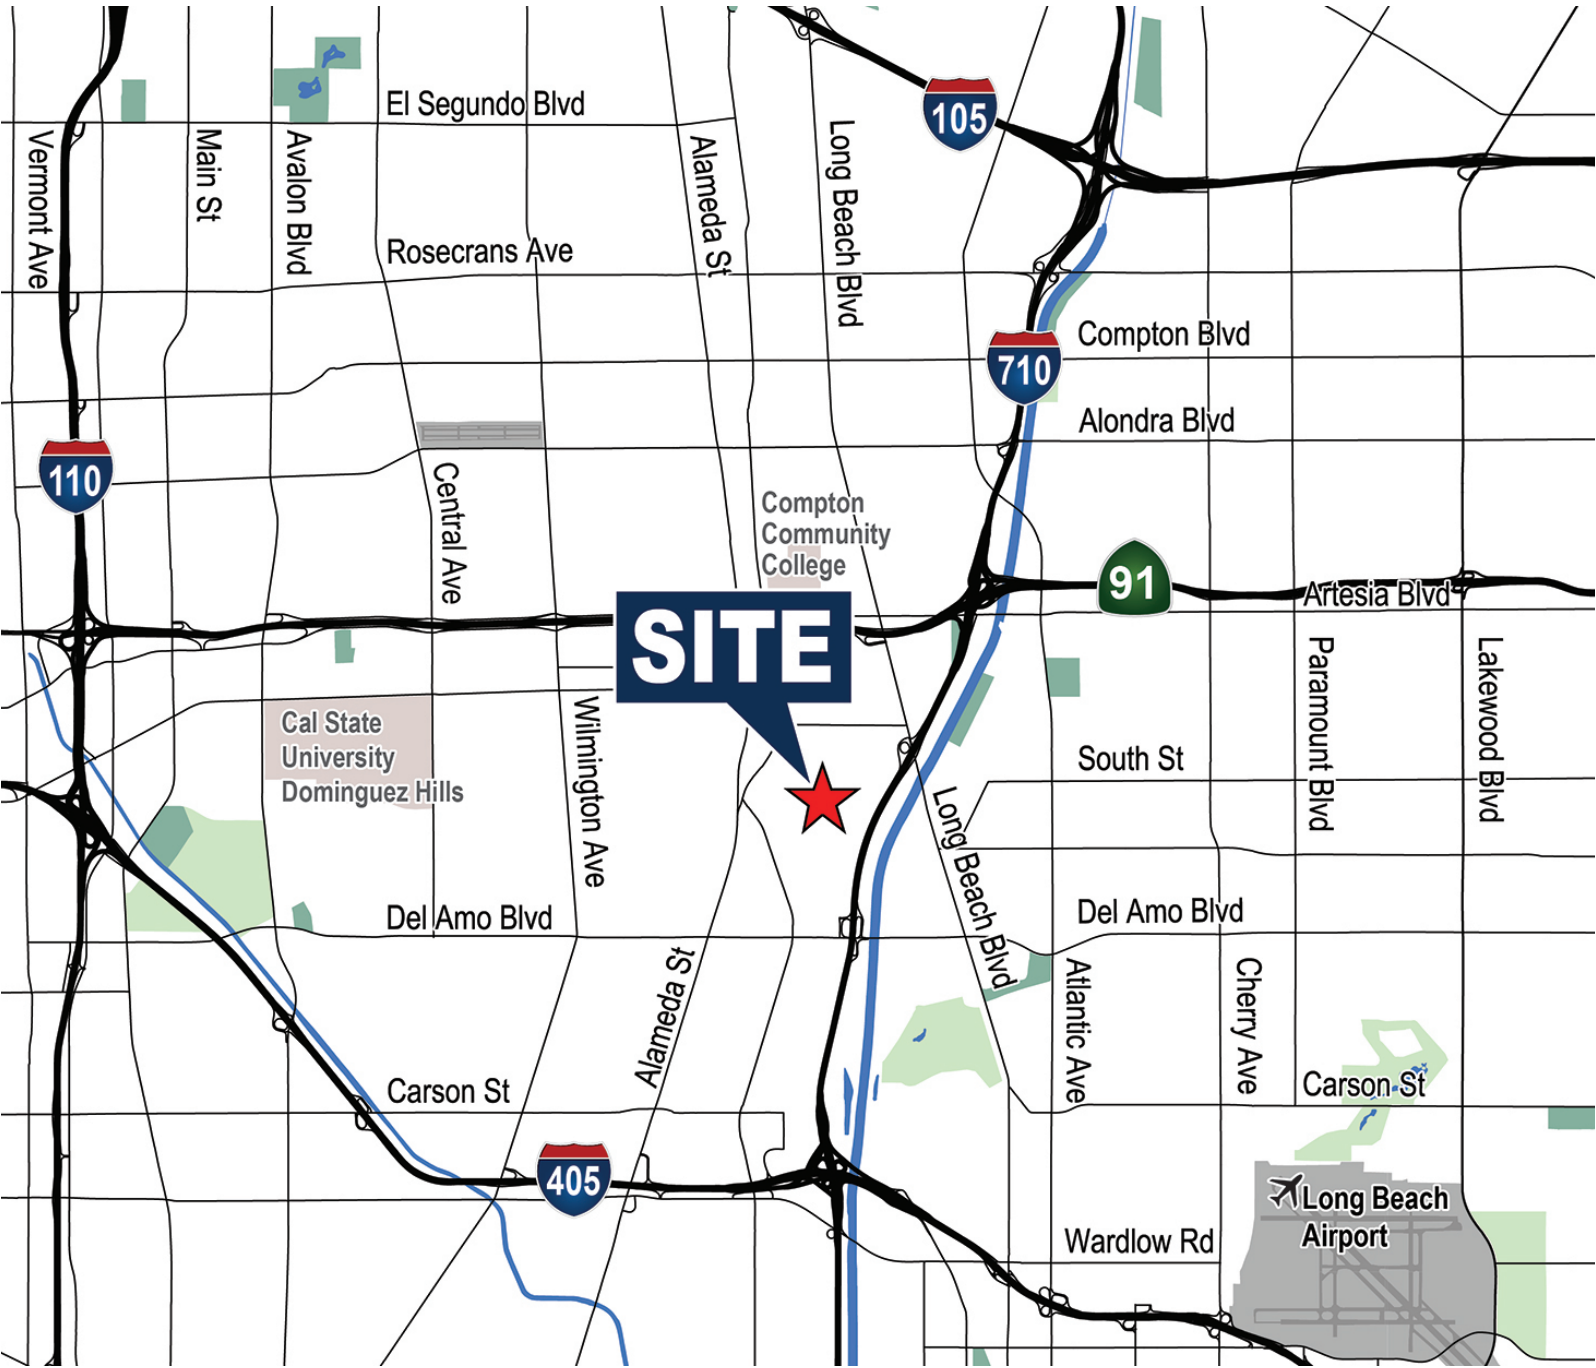 El Segundo Blvd
105
Vermont Ave
Main St
Avalon Blvd
Alameda St
Long Beach Blvd
Rosecrans Ave
Compton Blvd
710
Alondra Blvd
110
Central Ave
Compton
Community
College
91
Artesia Blvd
SITE
Paramount Blvd
Lakewood Blvd
Cal State
University
Dominguez Hills
Wilmington Ave
South St
Long Beach Blvd
Del Amo Blvd
Del Amo Blvd
Alameda St
Atlantic Ave
Cherry Ave
Carson St
Carson St
405
Long Beach
Airport
Wardlow Rd